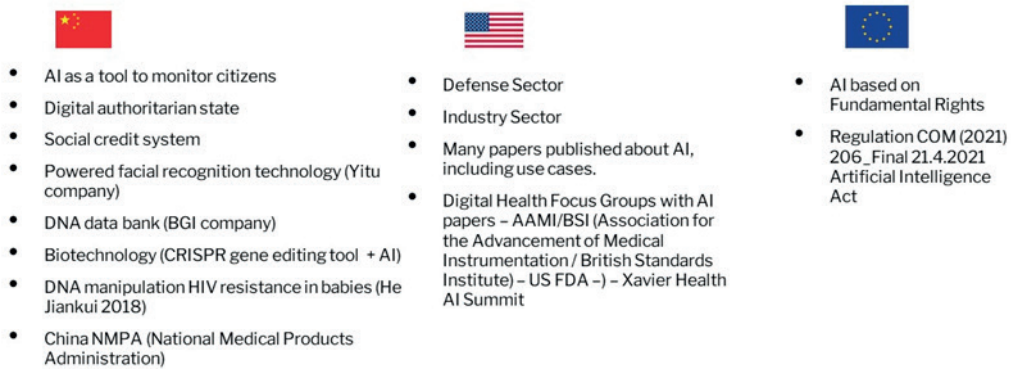 • AI as a tool to monitor citizens
• Digital authoritarian state
• Social credit system
• Powered facial recognition technology (Yitu
company)
• DNA data bank (BGI company)
• Biotechnology (CRISPR gene editing tool + AI)
• DNA manipulation HIV resistance in babies (He
Jiankui 2018)
• China NMPA (National Medical Products
Administration)
• Defense Sector
• Industry Sector
• Many papers published about AI,
including use cases.
• Digital Health Focus Groups with AI
papers – AAMI/BSI (Association for
the Advancement of Medical
Instrumentation / British Standards
Institute) – US FDA –) – Xavier Health
AI Summit
• AI based on
Fundamental Rights
• Regulation COM (2021)
206_Final 21.4.2021
Artificial Intelligence
Act